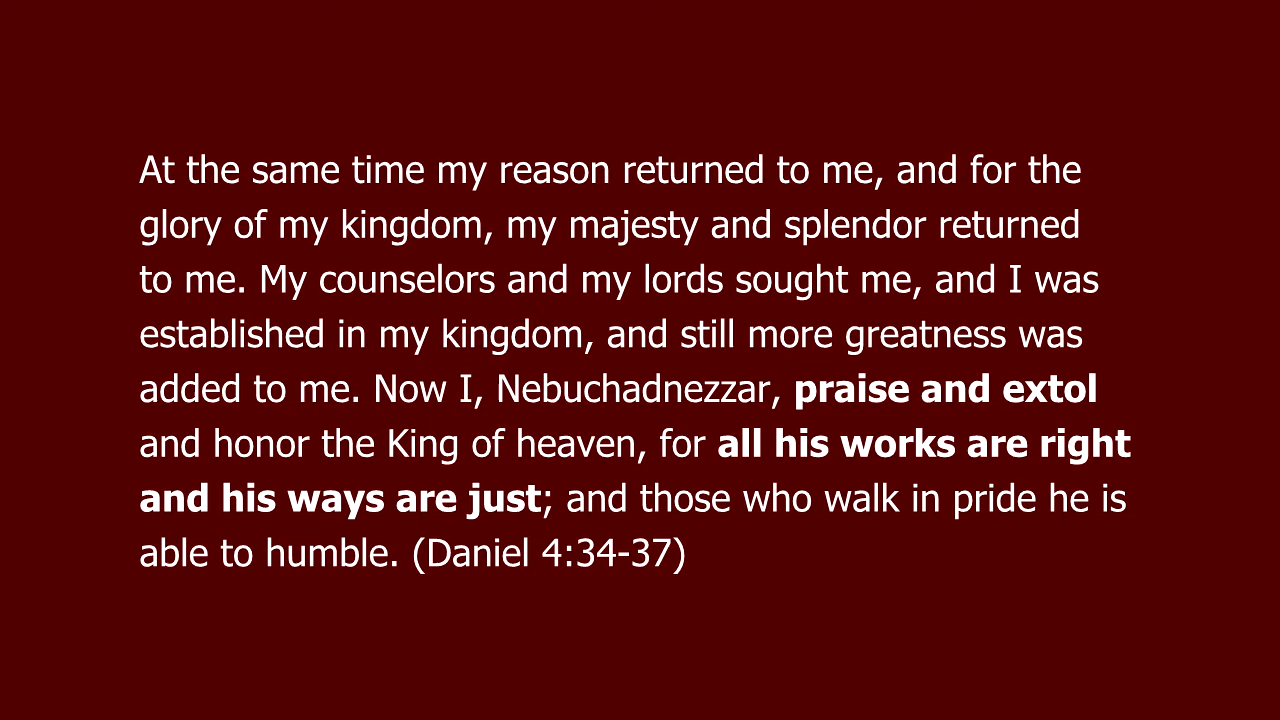 At the same time my reason returned to me, and for the
glory of my kingdom, my majesty and splendor returned
to me. My counselors and my lords sought me, and I was
established in my kingdom, and still more greatness was
added to me. Now I, Nebuchadnezzar, praise and extol
and honor the King of heaven, for all his works are right
and his ways are just; and those who walk in pride he is
able to humble. (Daniel 4:34-37)